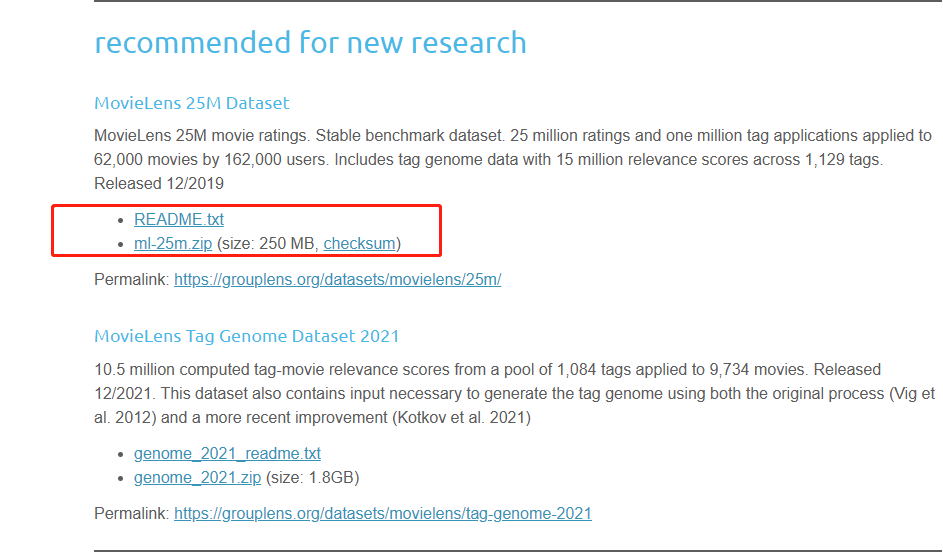 recommended for new research
MovieLens 25M Dataset
MovieLens 25M movie ratings. Stable benchmark dataset. 25 million ratings and one million tag applications applied to
62,000 movies by 162,000 users. Includes tag genome data with 15 million relevance scores across 1,129 tags.
Released 12/2019
• README.txt
• ml-25m.zip (size: 250 MB, checksum)
Permalink: https://grouplens.org/datasets/movielens/25m/
MovieLens Tag Genome Dataset 2021
10.5 million computed tag-movie relevance scores from a pool of 1,084 tags applied to 9,734 movies. Released
12/2021. This dataset also contains input necessary to generate the tag genome using both the original process (Vig et
al. 2012) and a more recent improvement (Kotkov et al. 2021)
• genome_2021_readme.txt
• genome_2021.zip (size: 1.8GB)
Permalink: https://grouplens.org/datasets/movielens/tag-genome-2021